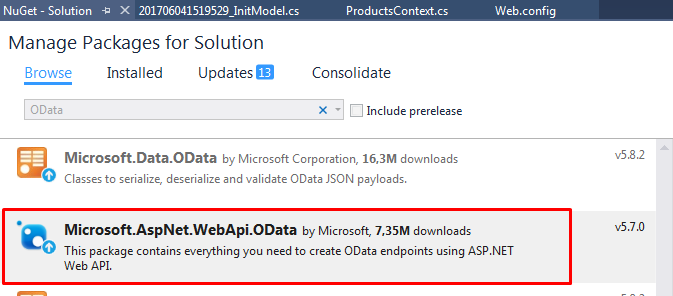 NuGet - Solution 201706041519529_InitModel.cs ProductsContext.cs Web.config
Manage Packages for Solution
Browse Installed Updates 13 Consolidate
OData Include prerelease
Microsoft.Data.OData by Microsoft Corporation, 16,3M downloads v5.8.2
Classes to serialize, deserialize and validate OData JSON payloads.
Microsoft.AspNet.WebApi.OData by Microsoft, 7,35M downloads v5.7.0
This package contains everything you need to create OData endpoints using ASP.NET
Web API.